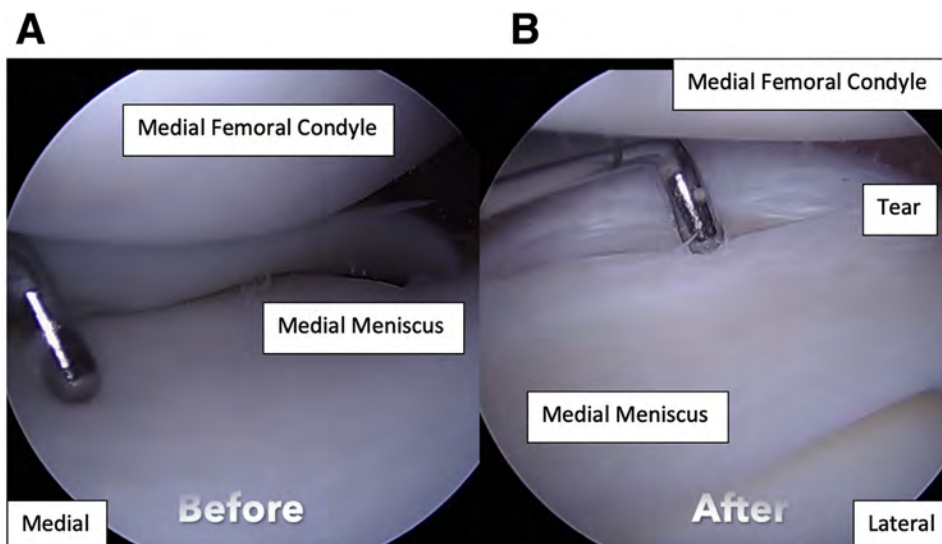 A
B
Medial Femoral Condyle
Medial Meniscus
Medial
Before
Medial Femoral Condyle
Tear
Medial Meniscus
After
Lateral